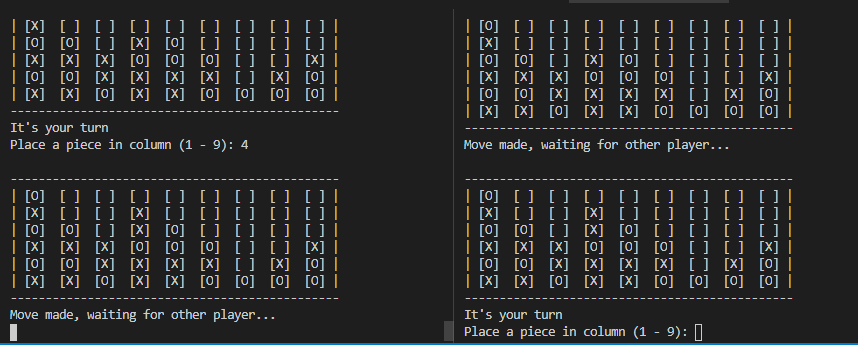 | [X] [ ] [ ] [ ] [ ] [ ] [ ] [ ] [ ] |
| [O] [O] [ ] [X] [O] [ ] [ ] [ ] [ ] |
| [X] [X] [X] [O] [O] [O] [ ] [ ] [X] |
| [O] [O] [X] [X] [X] [X] [ ] [X] [O] |
| [X] [X] [O] [X] [X] [O] [O] [O] [O] |
-----------------------------------------------
It's your turn
Place a piece in column (1 - 9): 4
-----------------------------------------------
| [O] [ ] [ ] [ ] [ ] [ ] [ ] [ ] [ ] |
| [X] [ ] [ ] [X] [ ] [ ] [ ] [ ] [ ] |
| [O] [O] [ ] [X] [O] [ ] [ ] [ ] [ ] |
| [X] [X] [X] [O] [O] [O] [ ] [ ] [X] |
| [O] [O] [X] [X] [X] [X] [ ] [X] [O] |
| [X] [X] [O] [X] [X] [O] [O] [O] [O] |
-----------------------------------------------
Move made, waiting for other player...
| [O] [ ] [ ] [ ] [ ] [ ] [ ] [ ] [ ] |
| [X] [ ] [ ] [ ] [ ] [ ] [ ] [ ] [ ] |
| [O] [O] [ ] [X] [O] [ ] [ ] [ ] [ ] |
| [X] [X] [X] [O] [O] [O] [ ] [ ] [X] |
| [O] [O] [X] [X] [X] [X] [ ] [X] [O] |
| [X] [X] [O] [X] [X] [O] [O] [O] [O] |
-----------------------------------------------
Move made, waiting for other player...
-----------------------------------------------
| [O] [ ] [ ] [ ] [ ] [ ] [ ] [ ] [ ] |
| [X] [ ] [ ] [X] [ ] [ ] [ ] [ ] [ ] |
| [O] [O] [ ] [X] [O] [ ] [ ] [ ] [ ] |
| [X] [X] [X] [O] [O] [O] [ ] [ ] [X] |
| [O] [O] [X] [X] [X] [X] [ ] [X] [O] |
| [X] [X] [O] [X] [X] [O] [O] [O] [O] |
-----------------------------------------------
It's your turn
Place a piece in column (1 - 9):